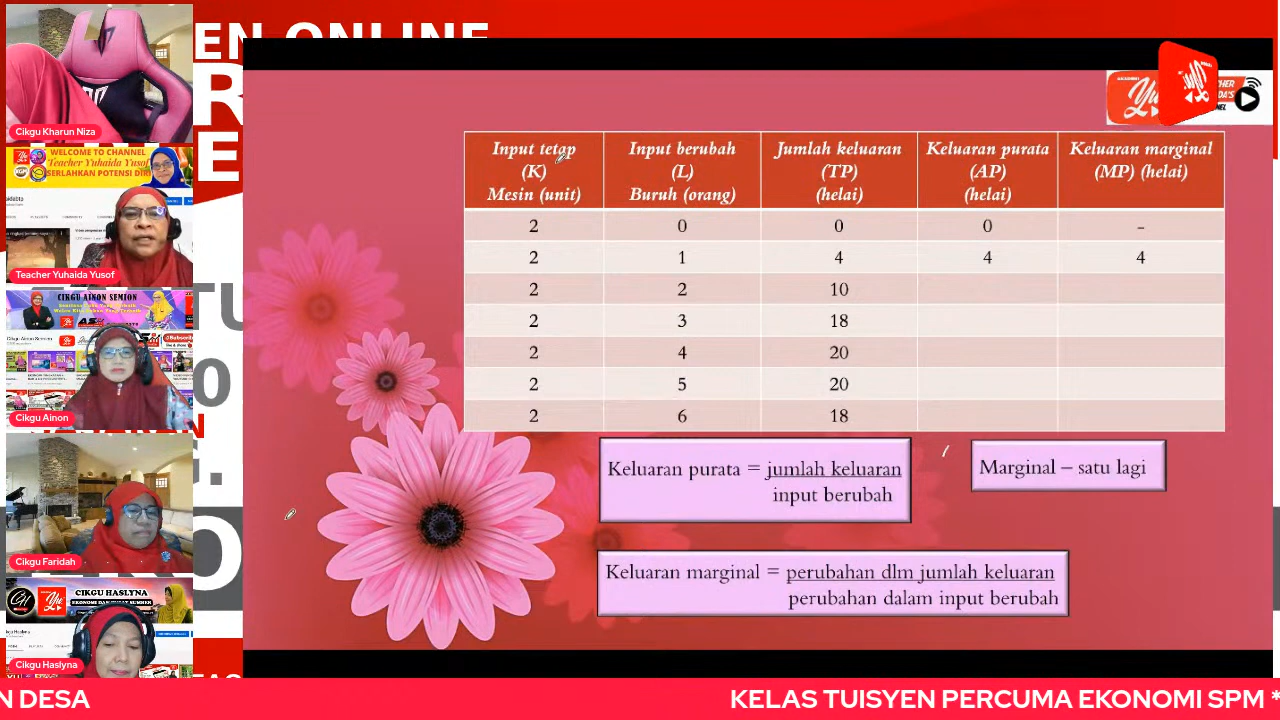 EN ONLINE
Cikgu Kharun Niza
WELCOME TO CHANNEL
Teacher Yuhaida Yusof
SERLAHKAN POTENSI DIRI
Teacher Yuhaida Yusof
CIKGU AINON SEMION
Cikgu Ainon Semion
Cikgu Ainon
Cikgu Faridah
CIKGU HASLYNA
Cikgu Haslyna
Input tetap (K) Mesin (unit) Input berubah (L) Buruh (orang) Jumlah keluaran (TP) (helai) Keluaran purata (AP) (helai) Keluaran marginal (MP) (helai)
2 0 0 0 -
2 1 4 4 4
2 2 10
2 3 18
2 4 20
2 5 20
2 6 18
Keluaran purata = jumlah keluaran
input berubah
Marginal – satu lagi
Keluaran marginal = perubahan dlm jumlah keluaran
purubahan dalam input berubah
N DESA
KELAS TUISYEN PERCUMA EKONOMI SPM *